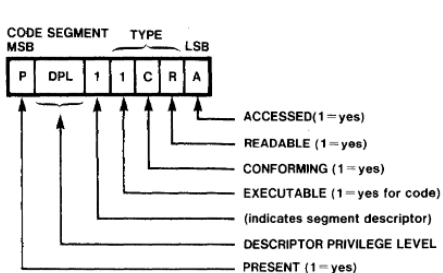 CODE SEGMENT TYPE
MSB LSB
P DPL 1 1 C R A
ACCESSED(1=yes)
READABLE (1=yes)
CONFORMING (1=yes)
EXECUTABLE (1=yes for code)
(indicates segment descriptor)
DESCRIPTOR PRIVILEGE LEVEL
PRESENT (1=yes)